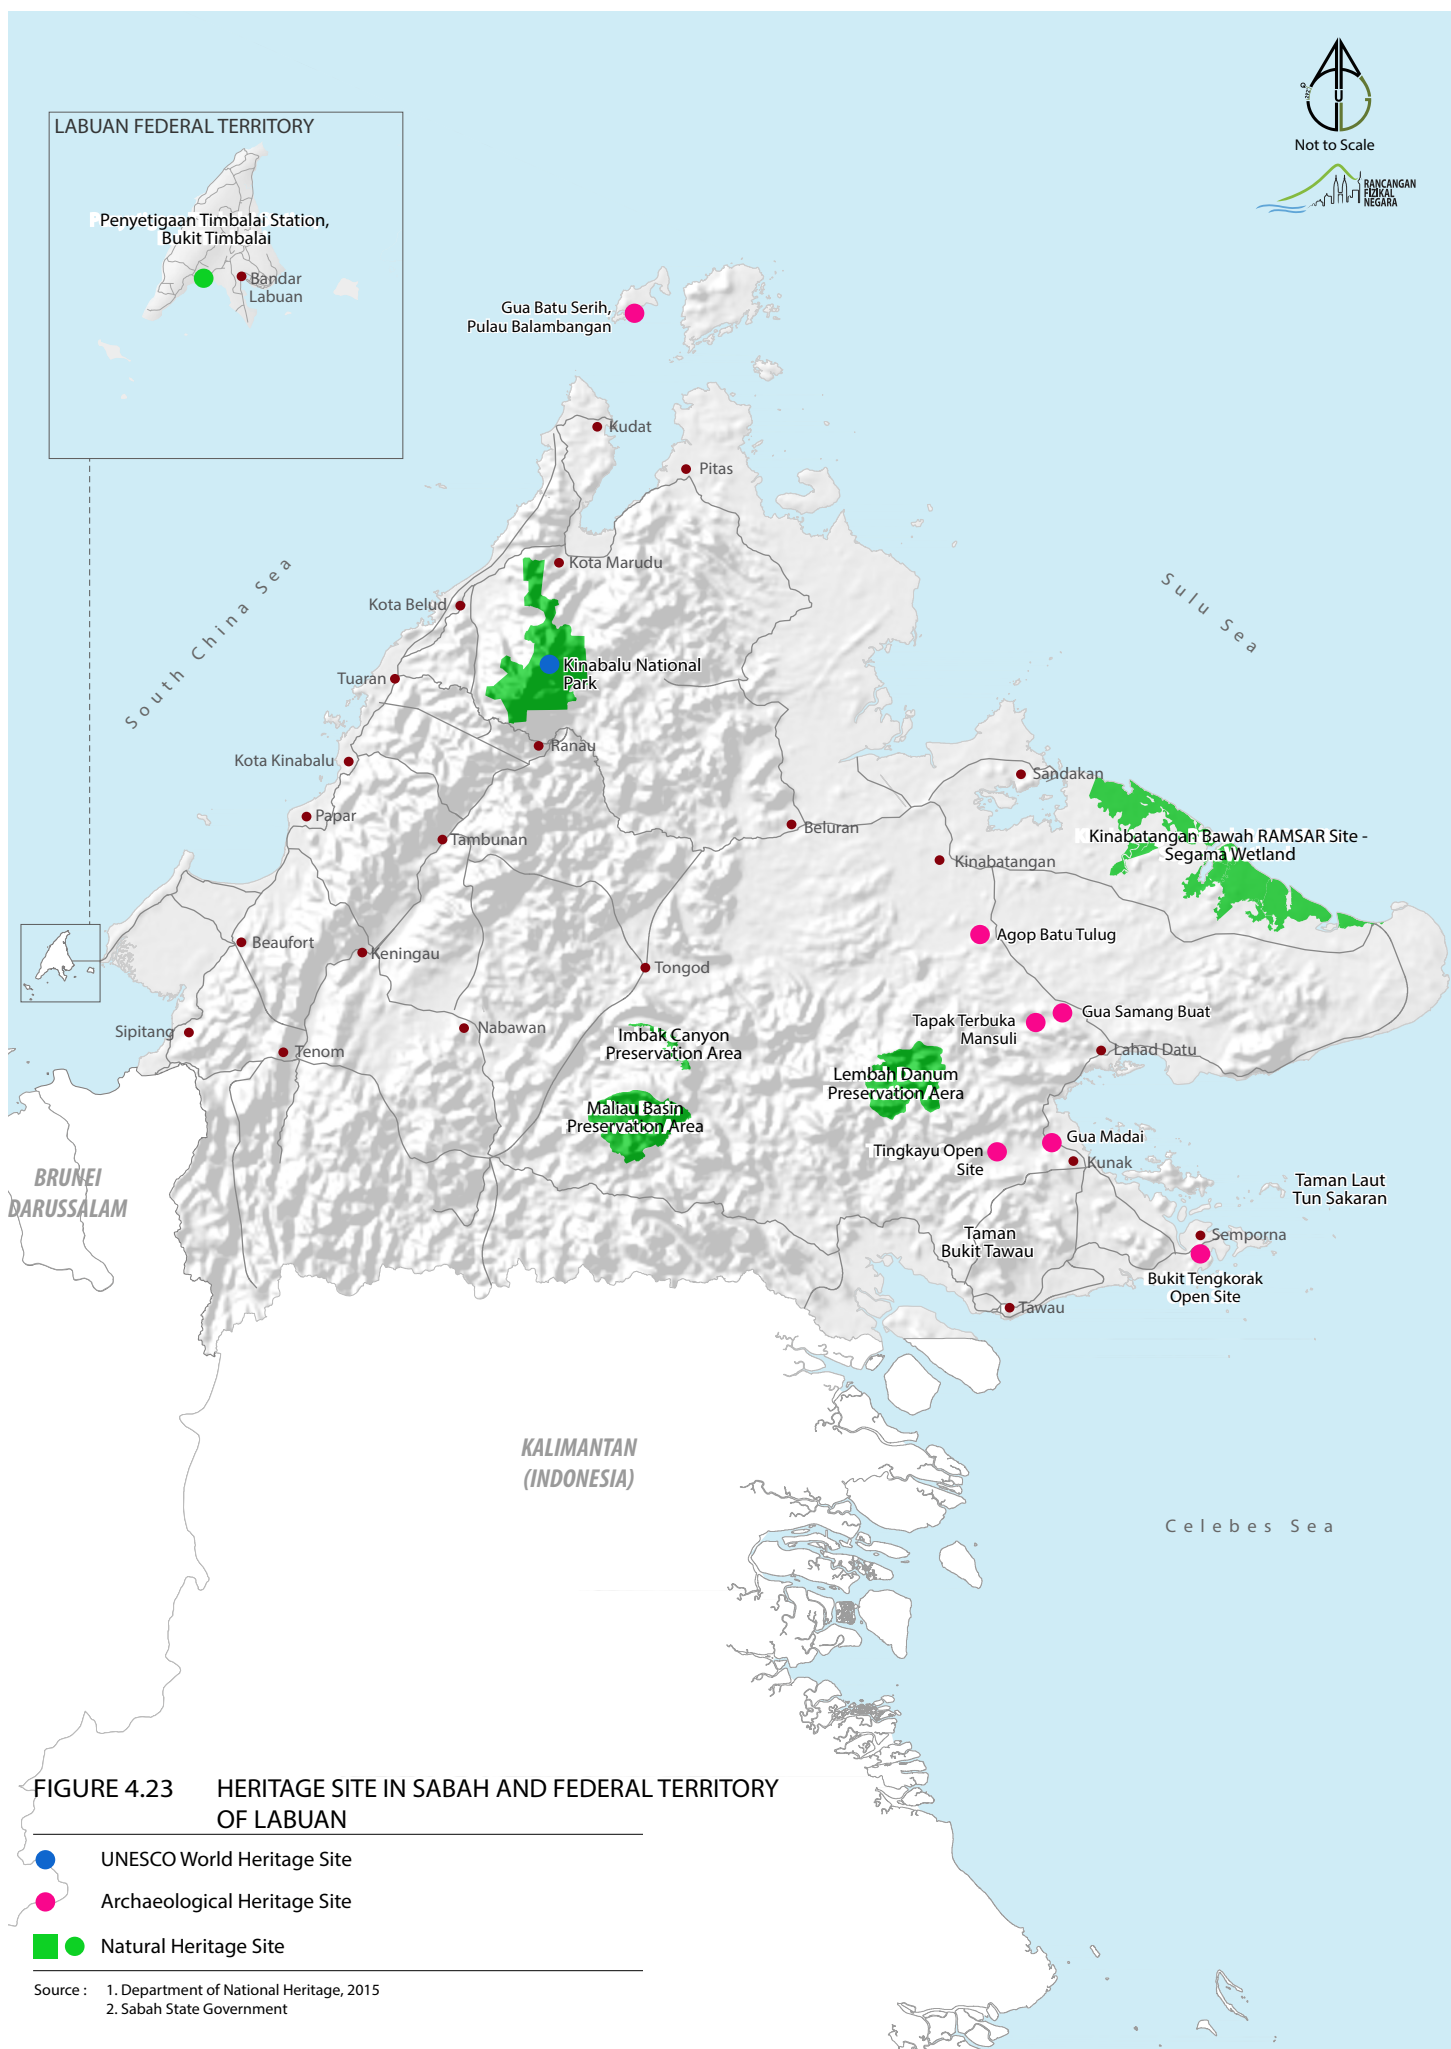 Not to Scale
RANCANGAN
FIZIKAL
NEGARA
LABUAN FEDERAL TERRITORY
Penyetigaan Timbalai Station,
Bukit Timbalai
Bandar
Labuan
Gua Batu Serih,
Pulau Balambangan
Kudat
Pitas
South China Sea
Sulu Sea
Kota Marudu
Kota Belud
Kinabalu National
Park
Tuaran
Ranau
Kota Kinabalu
Sandakan
Papar
Beluran
Tambunan
Kinabatangan Bawah RAMSAR Site -
Segama Wetland
Kinabatangan
Agop Batu Tulug
Beaufort
Keningau
Tongod
Gua Samang Buat
Tapak Terbuka
Mansuli
Sipitang
Nabawan
Imbak Canyon
Preservation Area
Tenom
Lahad Datu
Lembah Danum
Preservation Aera
Maliau Basin
Preservation Area
Gua Madai
Tingkayu Open
Site
Kunak
BRUNEI
DARUSSALAM
Taman Laut
Tun Sakaran
Taman
Bukit Tawau
Semporna
Bukit Tengkorak
Open Site
Tawau
KALIMANTAN
(INDONESIA)
Celebes Sea
FIGURE 4.23 HERITAGE SITE IN SABAH AND FEDERAL TERRITORY
OF LABUAN
UNESCO World Heritage Site
Archaeological Heritage Site
Natural Heritage Site
Source : 1. Department of National Heritage, 2015
2. Sabah State Government